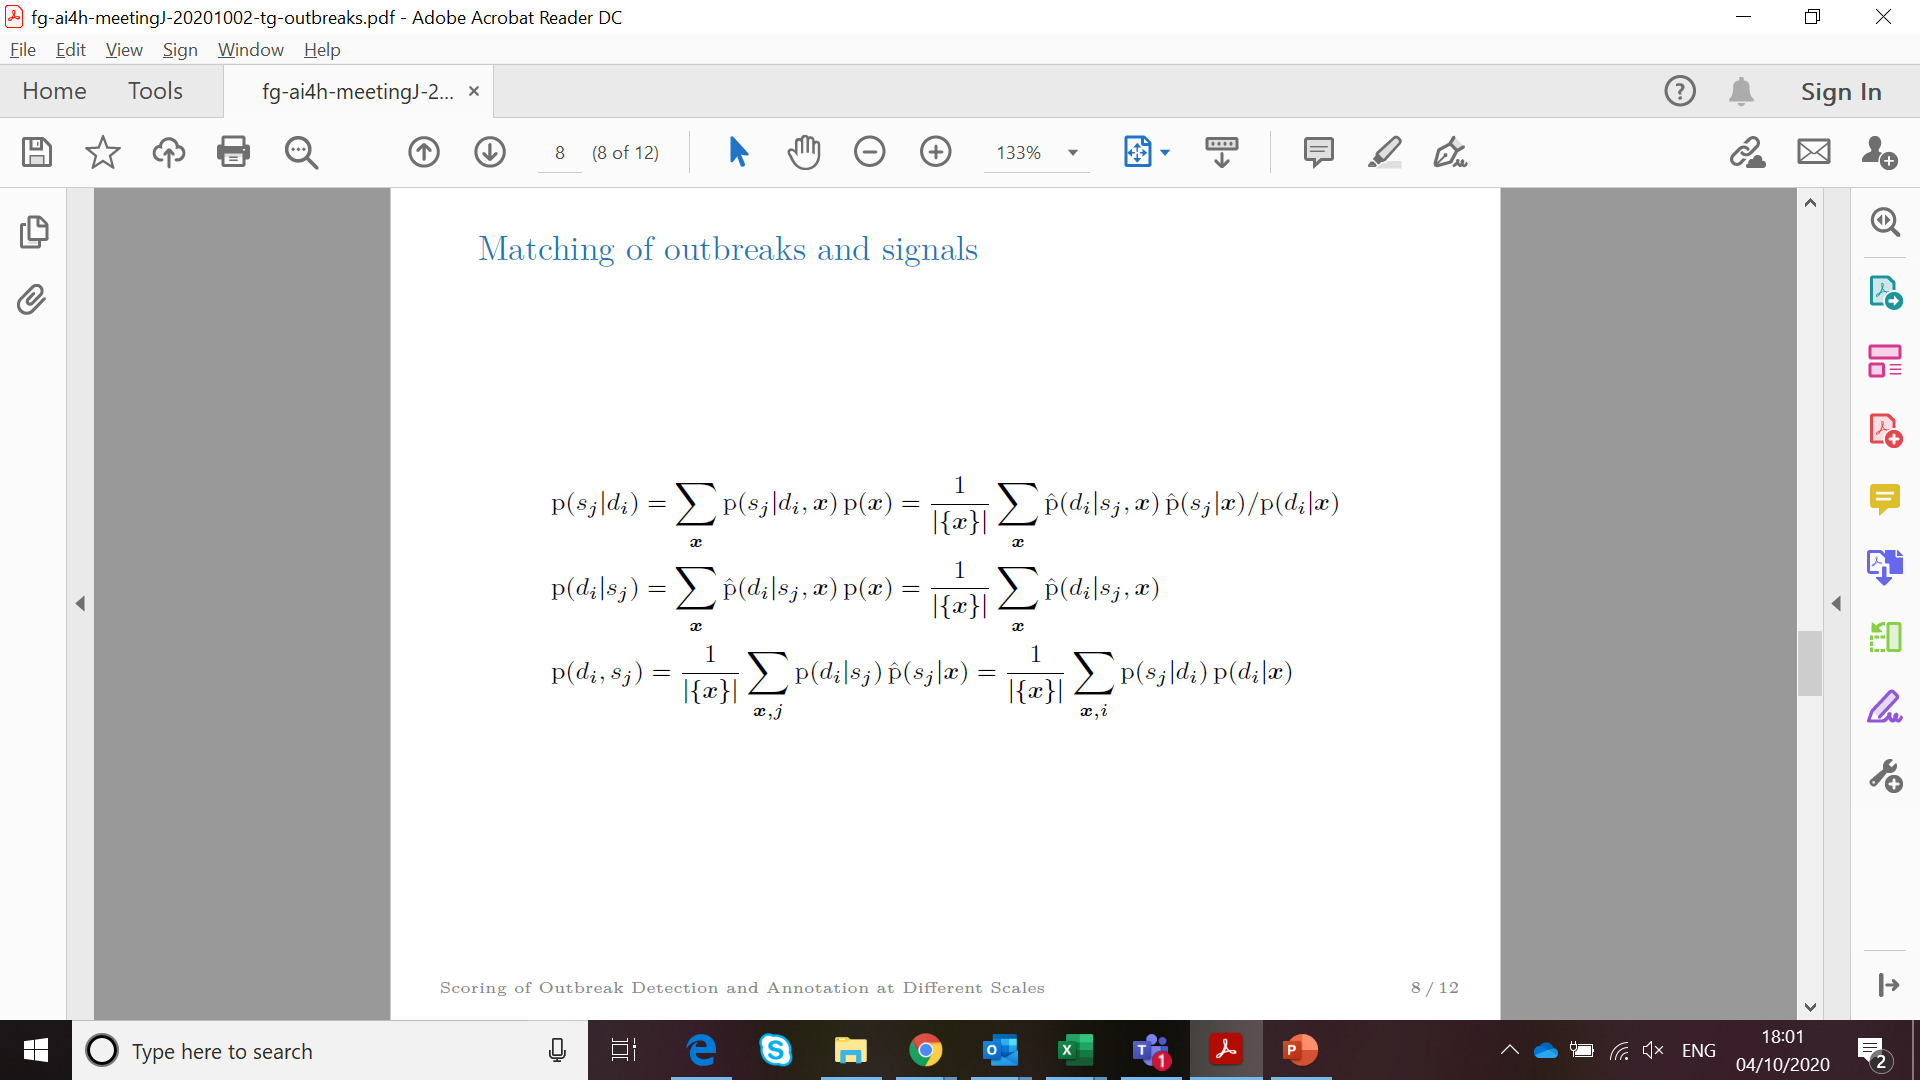 fg-ai4h-meetingJ-20201002-tg-outbreaks.pdf - Adobe Acrobat Reader DC
File Edit View Sign Window Help
Home Tools fg-ai4h-meetingJ-2... × Sign In
8 (8 of 12) 133%
Matching of outbreaks and signals
p(s_j|d_i) = ∑_x p(s_j|d_i, x) p(x) = 1/|{x}| ∑_x p̂(d_i|s_j, x) p̂(s_j|x)/p(d_i|x)
p(d_i|s_j) = ∑_x p̂(d_i|s_j, x) p(x) = 1/|{x}| ∑_x p̂(d_i|s_j, x)
p(d_i, s_j) = 1/|{x}| ∑_{x,j} p(d_i|s_j) p̂(s_j|x) = 1/|{x}| ∑_{x,i} p(s_j|d_i) p(d_i|x)
Scoring of Outbreak Detection and Annotation at Different Scales 8 / 12
Type here to search
1
ENG
18:01
04/10/2020
2